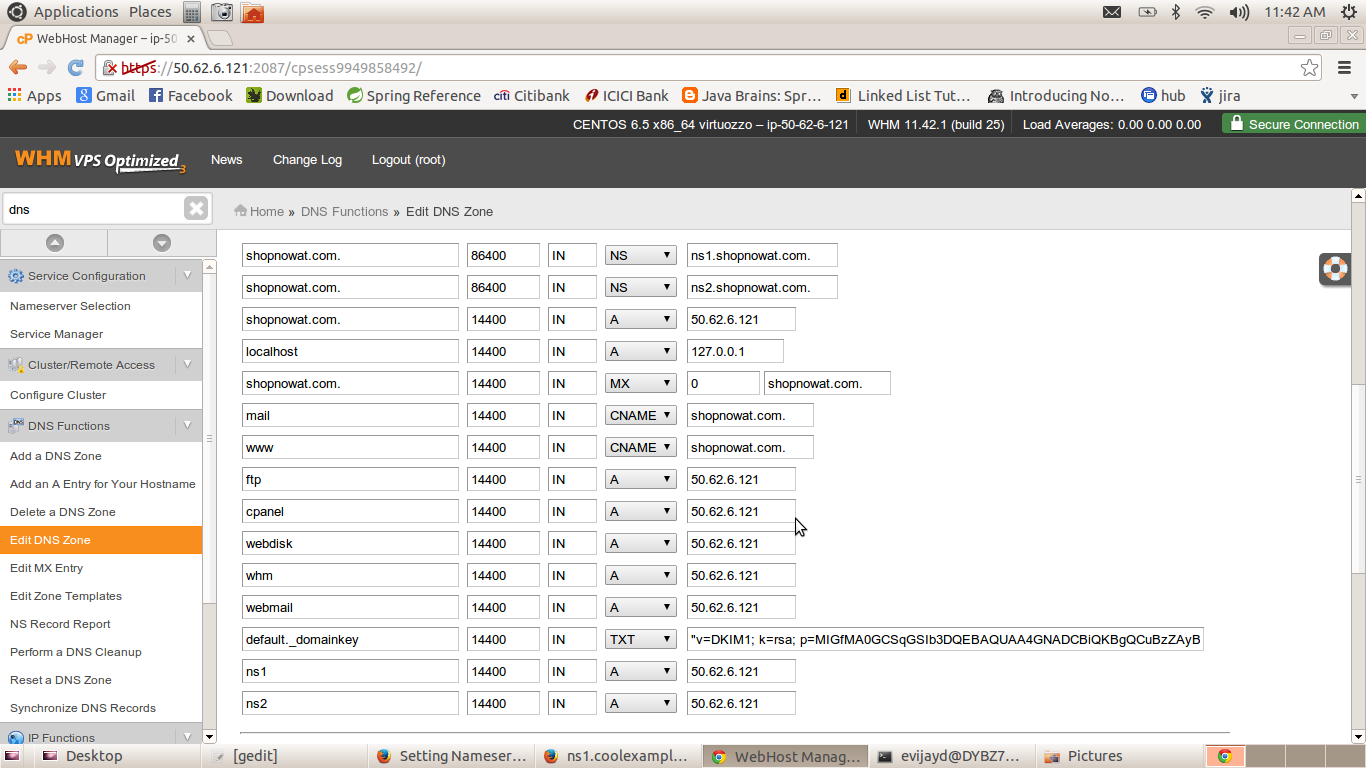 Applications Places 11:42 AM
cP WebHost Manager – ip-50
https://50.62.6.121:2087/cpsess9949858492/
Apps Gmail Facebook Download Spring Reference citi Citibank ICICI Bank Java Brains: Spr… Linked List Tut… Introducing No… hub jira
CENTOS 6.5 x86_64 virtuozzo – ip-50-62-6-121 WHM 11.42.1 (build 25) Load Averages: 0.00 0.00 0.00 Secure Connection
WHM VPS Optimized 3 News Change Log Logout (root)
dns
Home » DNS Functions » Edit DNS Zone
Service Configuration
Nameserver Selection
Service Manager
Cluster/Remote Access
Configure Cluster
DNS Functions
Add a DNS Zone
Add an A Entry for Your Hostname
Delete a DNS Zone
Edit DNS Zone
Edit MX Entry
Edit Zone Templates
NS Record Report
Perform a DNS Cleanup
Reset a DNS Zone
Synchronize DNS Records
IP Functions
shopnowat.com. 86400 IN NS ns1.shopnowat.com.
shopnowat.com. 86400 IN NS ns2.shopnowat.com.
shopnowat.com. 14400 IN A 50.62.6.121
localhost 14400 IN A 127.0.0.1
shopnowat.com. 14400 IN MX 0 shopnowat.com.
mail 14400 IN CNAME shopnowat.com.
www 14400 IN CNAME shopnowat.com.
ftp 14400 IN A 50.62.6.121
cpanel 14400 IN A 50.62.6.121
webdisk 14400 IN A 50.62.6.121
whm 14400 IN A 50.62.6.121
webmail 14400 IN A 50.62.6.121
default._domainkey 14400 IN TXT "v=DKIM1; k=rsa; p=MIGfMA0GCSqGSIb3DQEBAQUAA4GNADCBiQKBgQCuBzZAyB
ns1 14400 IN A 50.62.6.121
ns2 14400 IN A 50.62.6.121
Desktop [gedit] Setting Nameser… ns1.coolexampl… WebHost Manag… evijayd@DYBZ7… Pictures